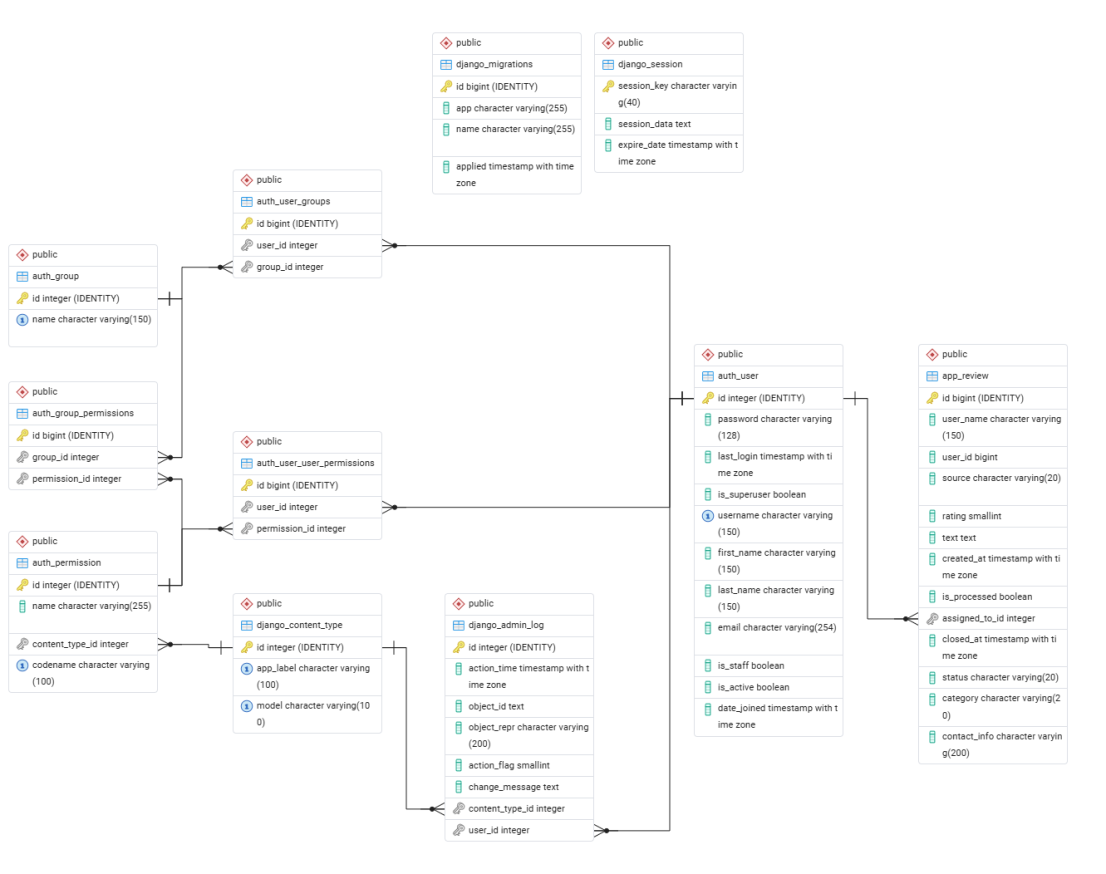 public
django_migrations
id bigint (IDENTITY)
app character varying(255)
name character varying(255)
applied timestamp with time
zone
public
django_session
session_key character varyin
g(40)
session_data text
expire_date timestamp with t
ime zone
public
auth_user_groups
id bigint (IDENTITY)
user_id integer
group_id integer
public
auth_group
id integer (IDENTITY)
name character varying(150)
public
auth_group_permissions
id bigint (IDENTITY)
group_id integer
permission_id integer
public
auth_user_user_permissions
id bigint (IDENTITY)
user_id integer
permission_id integer
public
auth_permission
id integer (IDENTITY)
name character varying(255)
content_type_id integer
codename character varying
(100)
public
django_content_type
id integer (IDENTITY)
app_label character varying
(100)
model character varying(10
0)
public
django_admin_log
id integer (IDENTITY)
action_time timestamp with t
ime zone
object_id text
object_repr character varying
(200)
action_flag smallint
change_message text
content_type_id integer
user_id integer
public
auth_user
id integer (IDENTITY)
password character varying
(128)
last_login timestamp with ti
me zone
is_superuser boolean
username character varying
(150)
first_name character varying
(150)
last_name character varying
(150)
email character varying(254)
is_staff boolean
is_active boolean
date_joined timestamp with t
ime zone
public
app_review
id bigint (IDENTITY)
user_name character varying
(150)
user_id bigint
source character varying(20)
rating smallint
text text
created_at timestamp with ti
me zone
is_processed boolean
assigned_to_id integer
closed_at timestamp with ti
me zone
status character varying(20)
category character varying(2
0)
contact_info character varyin
g(200)